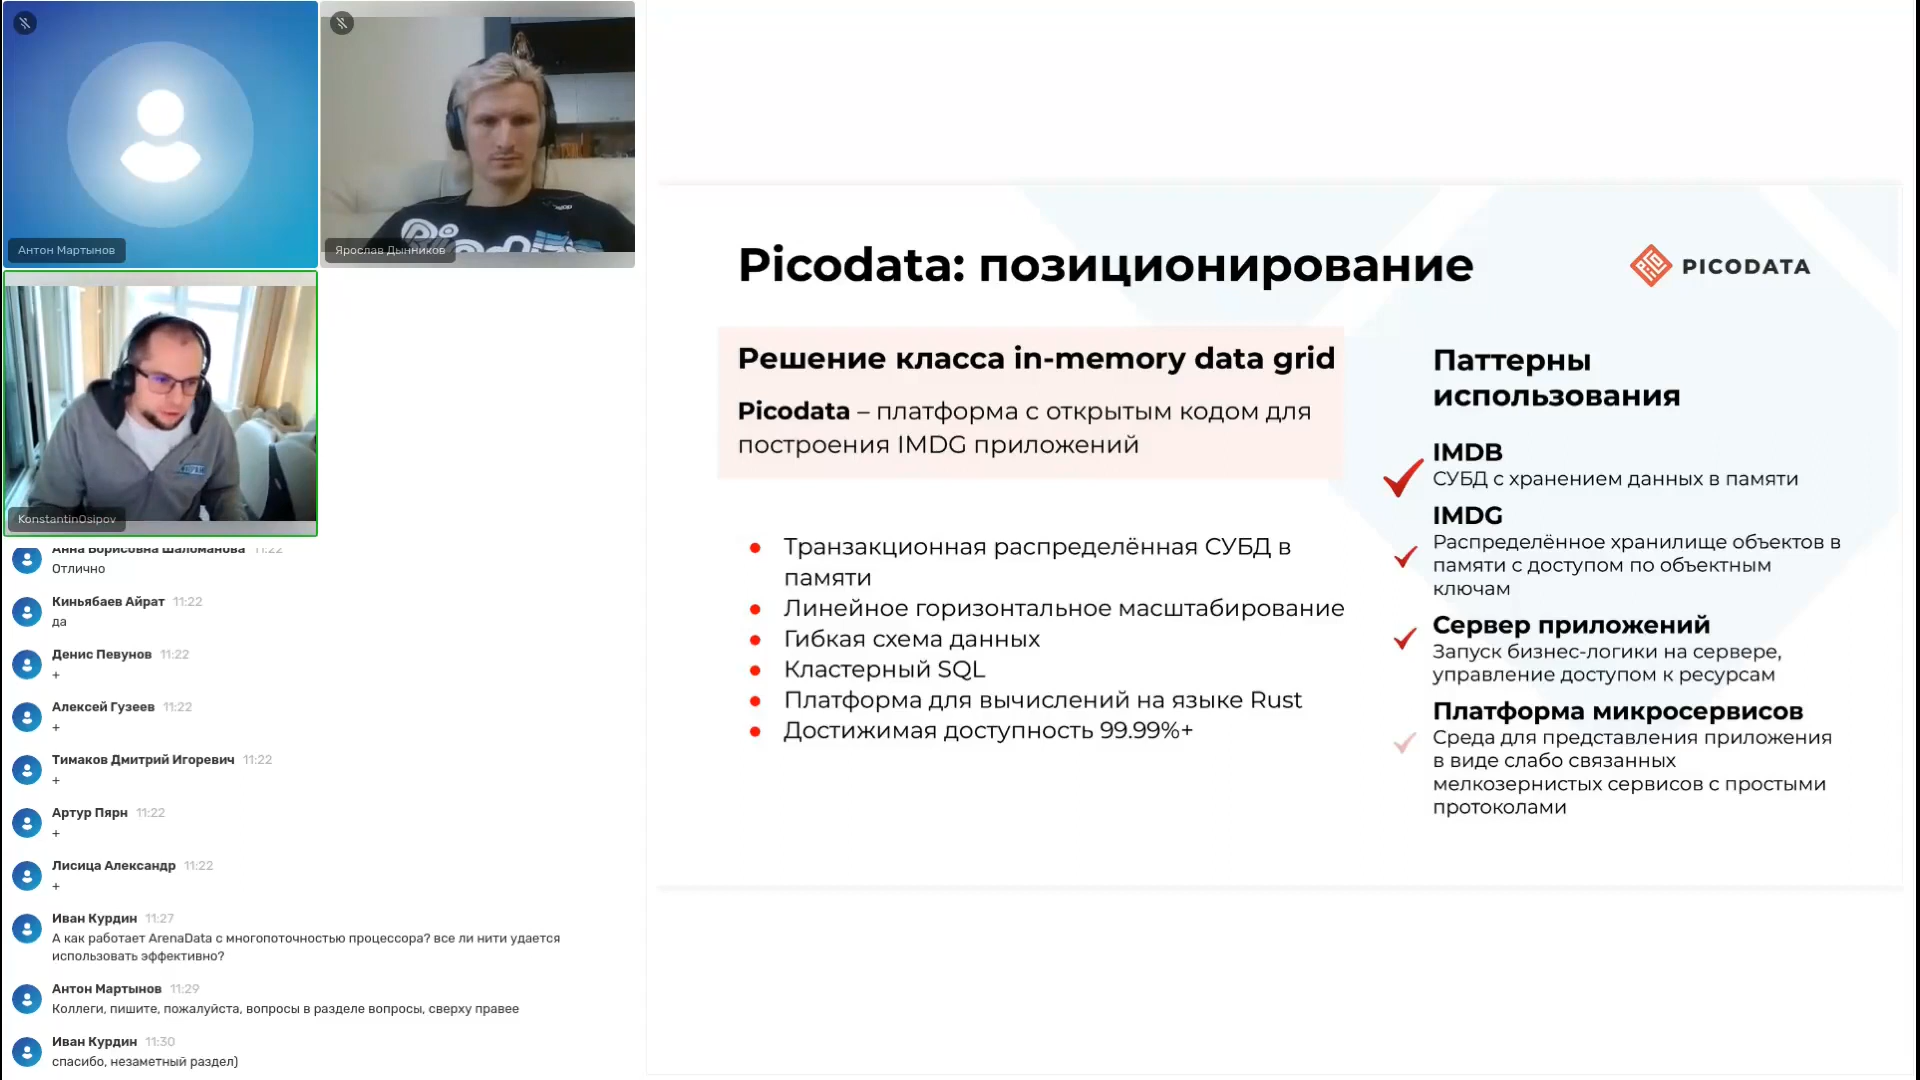 Антон Мартынов
Ярослав Дынников
KonstantinOsipov
Анна Борисовна Шаломанова 11:22
Отлично
Киньябаев Айрат 11:22
да
Денис Певунов 11:22
+
Алексей Гузеев 11:22
+
Тимаков Дмитрий Игоревич 11:22
+
Артур Пярн 11:22
+
Лисица Александр 11:22
+
Иван Курдин 11:27
А как работает ArenaData с многопоточностью процессора? все ли нити удается
использовать эффективно?
Антон Мартынов 11:29
Коллеги, пишите, пожалуйста, вопросы в разделе вопросы, сверху правее
Иван Курдин 11:30
спасибо, незаметный раздел)
Picodata: позиционирование
PICODATA
Решение класса in-memory data grid
Picodata – платформа с открытым кодом для
построения IMDG приложений
Транзакционная распределённая СУБД в
памяти
Линейное горизонтальное масштабирование
Гибкая схема данных
Кластерный SQL
Платформа для вычислений на языке Rust
Достижимая доступность 99.99%+
Паттерны
использования
IMDB
СУБД с хранением данных в памяти
IMDG
Распределённое хранилище объектов в
памяти с доступом по объектным
ключам
Сервер приложений
Запуск бизнес-логики на сервере,
управление доступом к ресурсам
Платформа микросервисов
Среда для представления приложения
в виде слабо связанных
мелкозернистых сервисов с простыми
протоколами